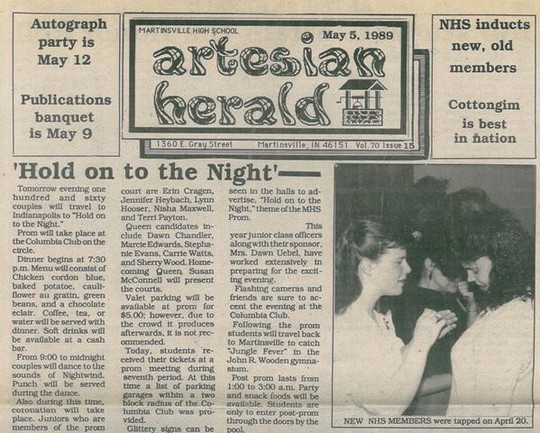 Autograph
party is
May 12
Publications
banquet
is May 9
MARTINSVILLE HIGH SCHOOL
May 5, 1989
artesian
herald
1360 E. Gray Street Martinsville, IN 46151 Vol.70 Issue 15
NHS inducts
new, old
members
Cottongim
is best
in nation
'Hold on to the Night'—
Tomorrow evening one
hundred and sixty
couples will travel to
Indianapolis to "Hold on
to the Night."
Prom will take place at
the Columbia Club on the
circle.
Dinner begins at 7:30
p.m. Menu will consist of
Chicken cordon blue,
baked potatoe, cauli-
flower au gratin, green
beans, and a chocolate
eclair. Coffee, tea, or
water will be served with
dinner. Soft drinks will
be available at a cash
bar.
From 9:00 to midnight
couples will dance to the
sounds of Nightwind.
Punch will be served
during the dance.
Also during this time,
coronation will take
place. Juniors who are
members of the prom
court are Erin Cragen,
Jennifer Heybach, Lynn
Hooser, Nisha Maxwell,
and Terri Payton.
Queen candidates in-
clude Dawn Chandler,
Marcie Edwards, Stepha-
nie Evans, Carrie Watts,
and Sherry Wood. Home-
coming Queen, Susan
McConnell will present
the courts.
Valet parking will be
available at prom for
$5.00; however, due to
the crowd it produces
afterwards, it is not rec-
ommended.
Today, students re-
ceived their tickets at a
prom meeting during
seventh period. At this
time a list of parking
garages within a two
block radius of the Co-
lumbia Club was pro-
vided.
Glittery signs can be
seen in the halls to ad-
vertise, "Hold on to the
Night," theme of the MHS
Prom.
This
year junior class officers
along with their sponsor,
Mrs. Dawn Uebel, have
worked extensively in
preparing for the excit-
ing evening.
Flashing cameras and
friends are sure to ac-
cent the evening at the
Columbia Club.
Following the prom
students will travel back
to Martinsville to catch
"Jungle Fever" in the
John R. Wooden gymna-
sium.
Post prom lasts from
1:00 to 3:00 a.m. Party
and snack foods will be
available. Students are
only to enter post-prom
through the doors by the
pool.
NEW NHS MEMBERS were tapped on April 20.